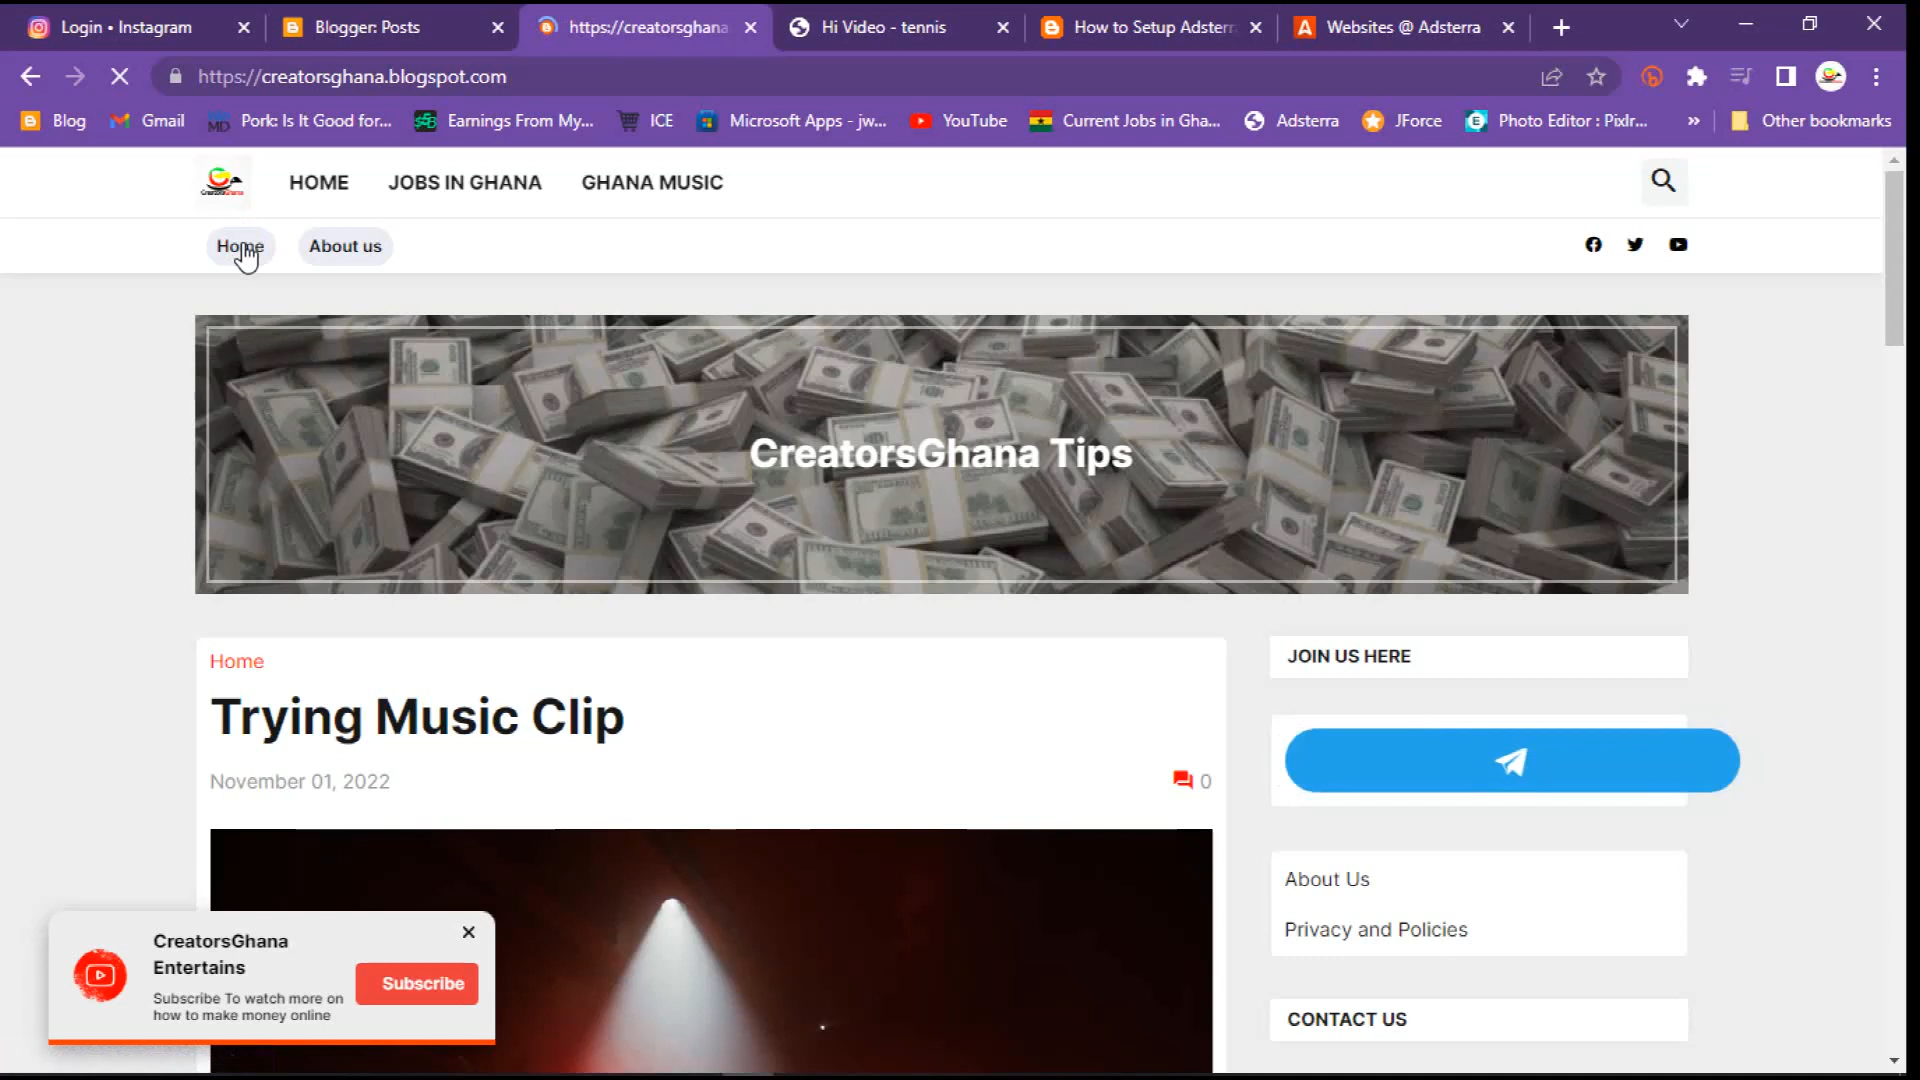 Login • Instagram
Blogger: Posts
https://creatorsghana
Hi Video - tennis
How to Setup Adsterr
Websites @ Adsterra
https://creatorsghana.blogspot.com
Blog
Gmail
Pork: Is It Good for...
Earnings From My...
ICE
Microsoft Apps - jw...
YouTube
Current Jobs in Gha...
Adsterra
JForce
Photo Editor : Pixlr...
»
Other bookmarks
HOME
JOBS IN GHANA
GHANA MUSIC
Home
About us
CreatorsGhana Tips
Home
Trying Music Clip
November 01, 2022
0
JOIN US HERE
About Us
Privacy and Policies
CONTACT US
CreatorsGhana
Entertains
Subscribe To watch more on
how to make money online
Subscribe